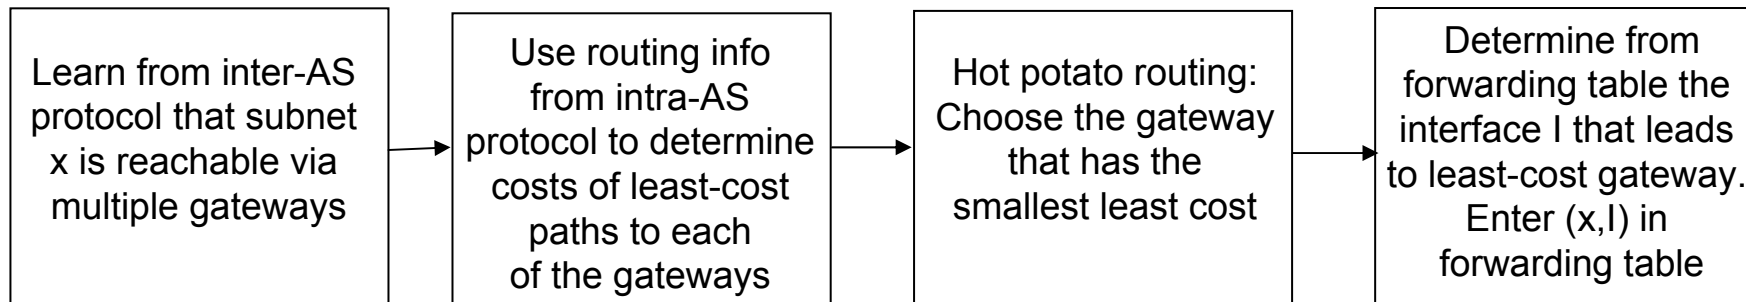 Learn from inter-AS
protocol that subnet
x is reachable via
multiple gateways
Use routing info
from intra-AS
protocol to determine
costs of least-cost
paths to each
of the gateways
Hot potato routing:
Choose the gateway
that has the
smallest least cost
Determine from
forwarding table the
interface I that leads
to least-cost gateway.
Enter (x,I) in
forwarding table